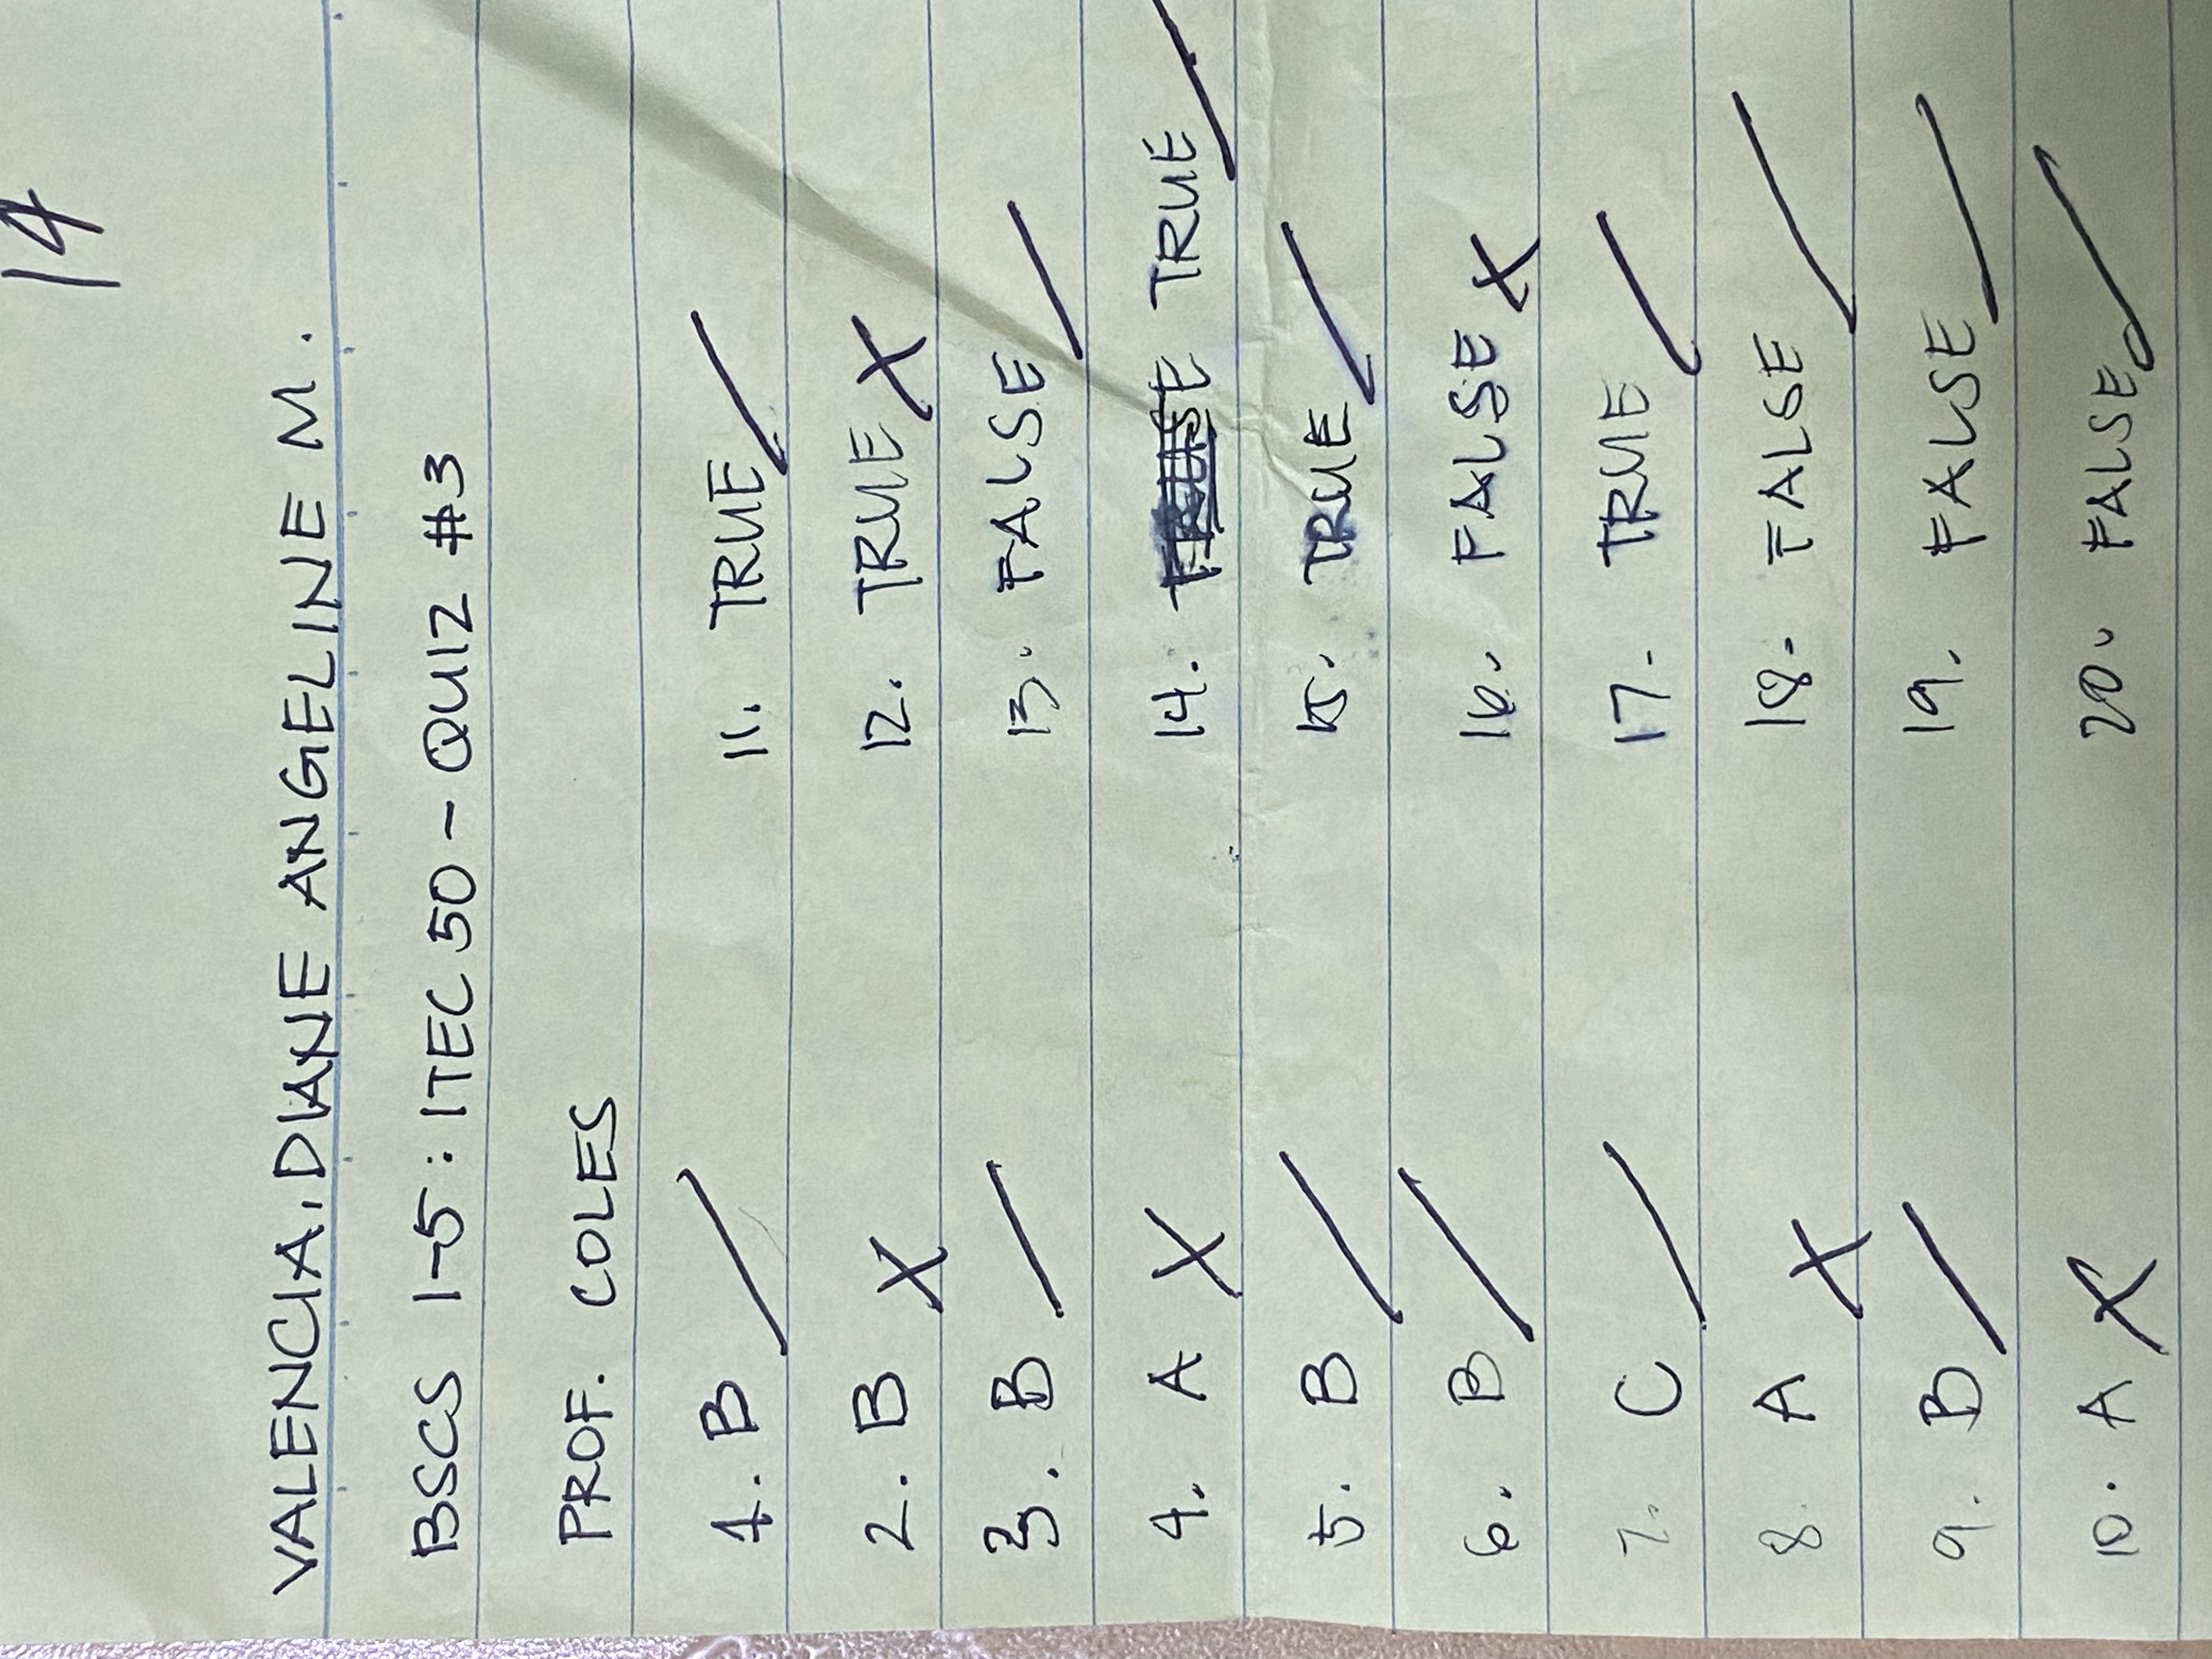 14
VALENCIA, DIANE ANGELINE M.
BSCS 1-5: ITEC 50 - QUIZ #3
PROF. COLES
1. B
2. B
3. B
4. A
5. B
6. B
7. C
8. A
9. B
10. A
11. TRUE
12. TRUE
13. FALSE
14. TRUE
15. TRUE
16. FALSE
17. TRUE
18. FALSE
19. FALSE
20. FALSE